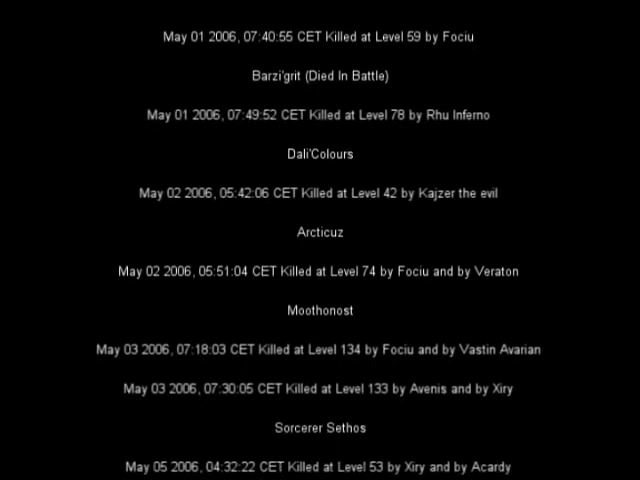 May 01 2006, 07:40:55 CET Killed at Level 59 by Fociu
Barzi'grit (Died In Battle)
May 01 2006, 07:49:52 CET Killed at Level 78 by Rhu Inferno
Dali'Colours
May 02 2006, 05:42:06 CET Killed at Level 42 by Kajzer the evil
Arcticuz
May 02 2006, 05:51:04 CET Killed at Level 74 by Fociu and by Veraton
Moothonost
May 03 2006, 07:18:03 CET Killed at Level 134 by Fociu and by Vastin Avarian
May 03 2006, 07:30:05 CET Killed at Level 133 by Avenis and by Xiry
Sorcerer Sethos
May 05 2006, 04:32:22 CET Killed at Level 53 by Xiry and by Acardy